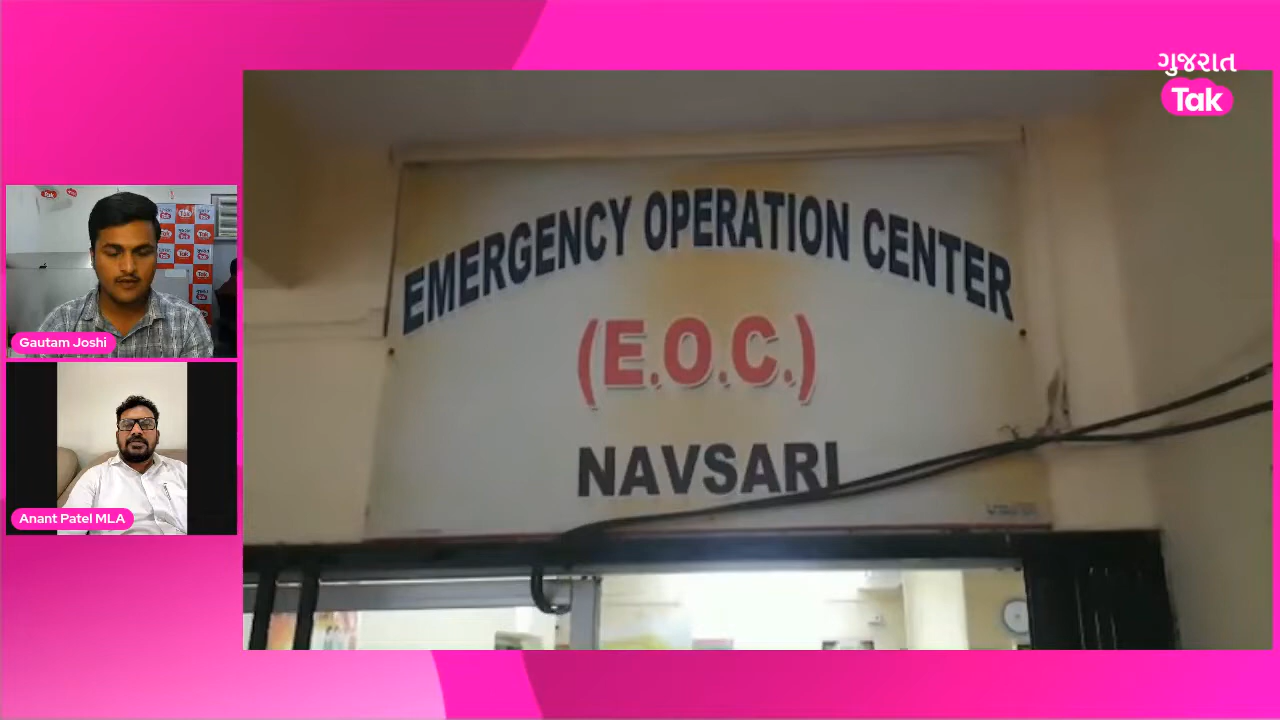 ગુજરાત
Tak
EMERGENCY OPERATION CENTER
(E.O.C.)
NAVSARI
Gautam Joshi
Anant Patel MLA